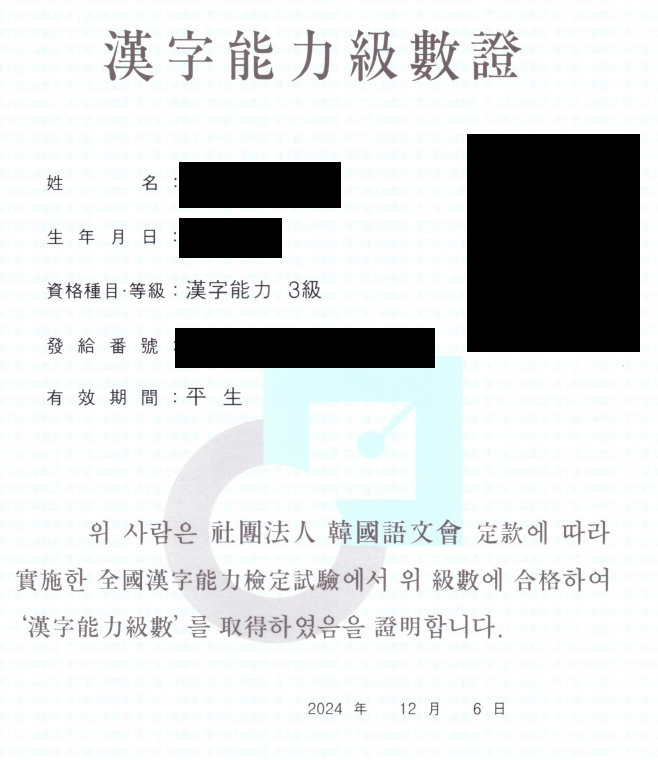 漢字能力級數證
姓 名 :
生 年 月 日 :
資格種目·等級 : 漢字能力 3級
發 給 番 號 :
有 效 期 間 : 平 生
위 사람은 社團法人 韓國語文會 定款에 따라
實施한 全國漢字能力檢定試驗에서 위 級數에 合格하여
‘漢字能力級數’를 取得하였음을 證明합니다.
2024 年 12 月 6 日